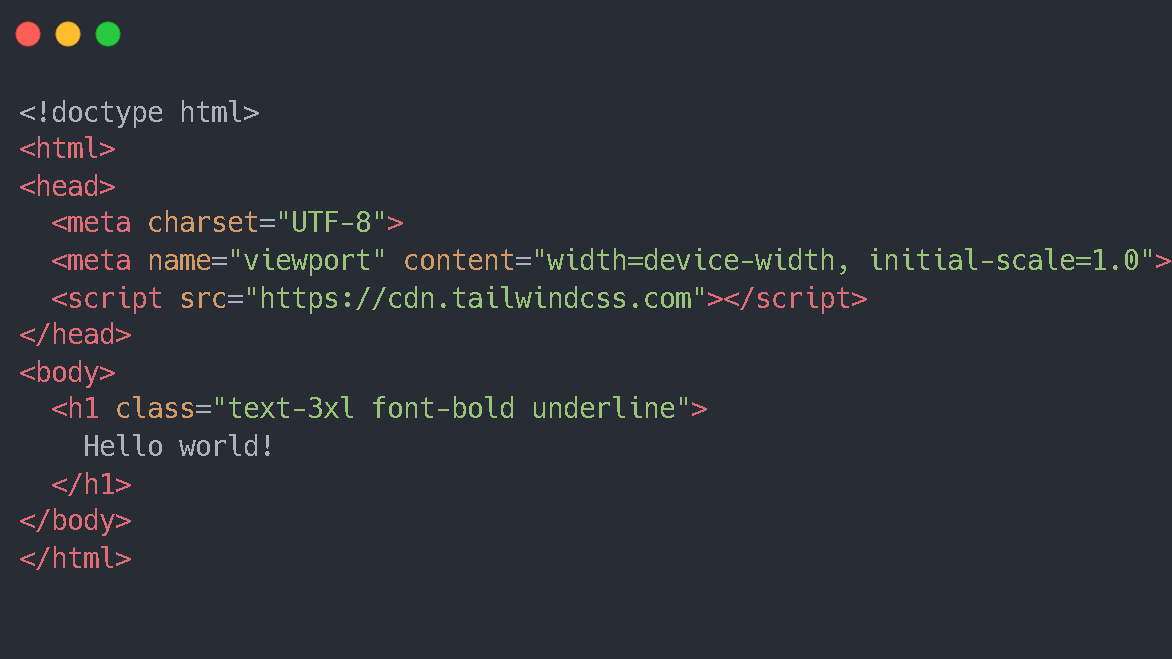 <!doctype html>
<html>
<head>
  <meta charset="UTF-8">
  <meta name="viewport" content="width=device-width, initial-scale=1.0">
  <script src="https://cdn.tailwindcss.com"></script>
</head>
<body>
  <h1 class="text-3xl font-bold underline">
    Hello world!
  </h1>
</body>
</html>